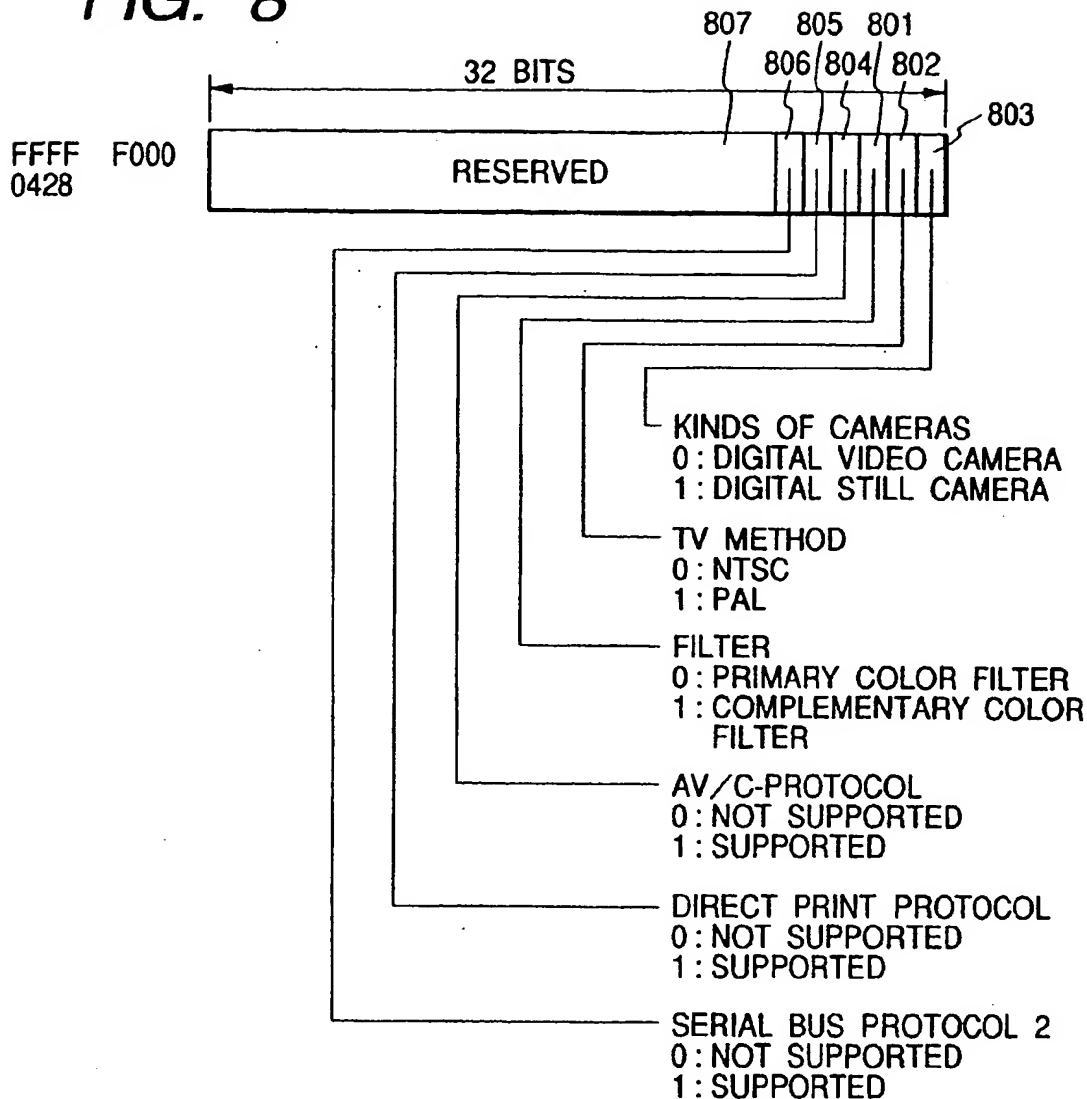 FIG. 8
807 805 801
806 804 802
32 BITS
803
FFFF F000
0428
RESERVED
KINDS OF CAMERAS
0 : DIGITAL VIDEO CAMERA
1 : DIGITAL STILL CAMERA
TV METHOD
0 : NTSC
1 : PAL
FILTER
0 : PRIMARY COLOR FILTER
1 : COMPLEMENTARY COLOR
FILTER
AV/C-PROTOCOL
0 : NOT SUPPORTED
1 : SUPPORTED
DIRECT PRINT PROTOCOL
0 : NOT SUPPORTED
1 : SUPPORTED
SERIAL BUS PROTOCOL 2
0 : NOT SUPPORTED
1 : SUPPORTED